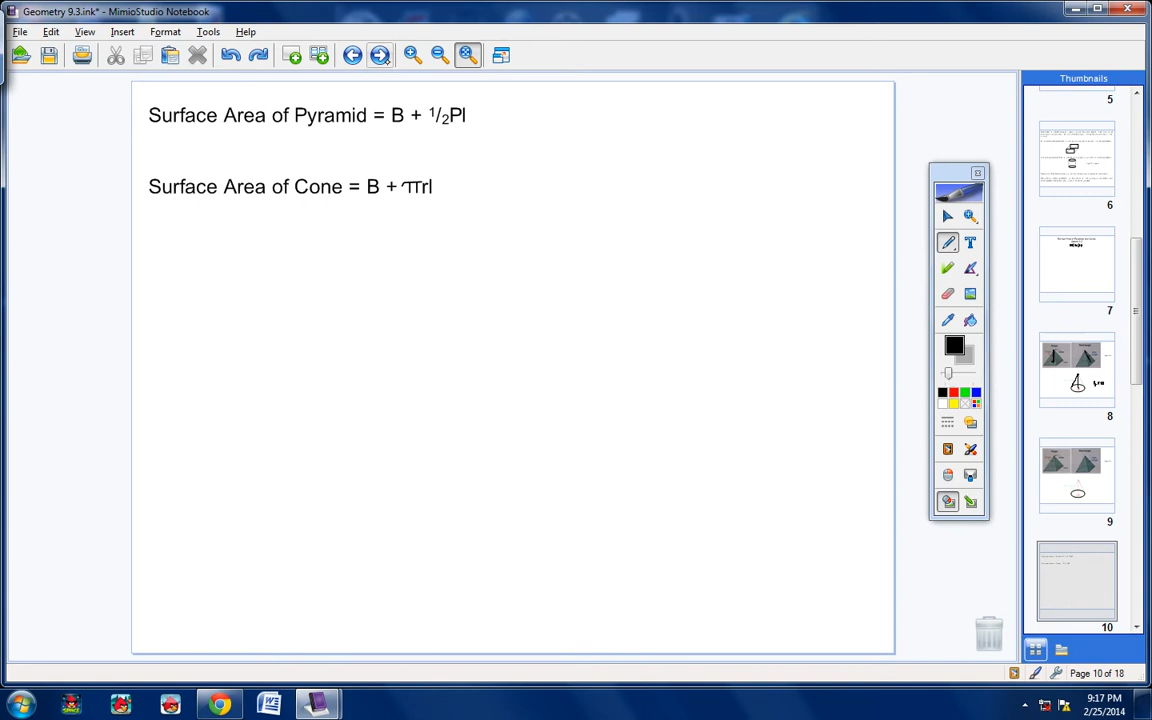 Geometry 9.3.ink* - MimioStudio Notebook
File Edit View Insert Format Tools Help
Surface Area of Pyramid = B + 1/2Pl
Surface Area of Cone = B + πrl
Thumbnails
5
6
7
8
9
10
Page 10 of 18
9:17 PM
2/25/2014